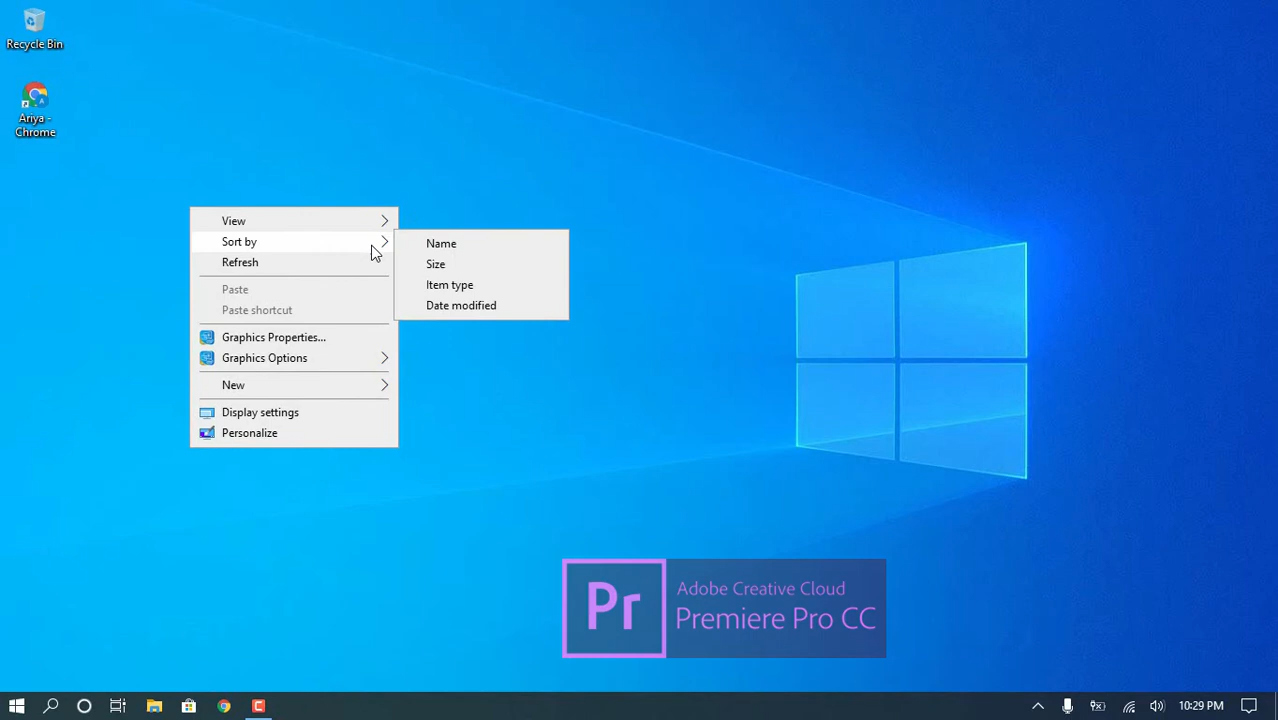 Recycle Bin
Ariya -
Chrome
View
Sort by
Refresh
Paste
Paste shortcut
Graphics Properties...
Graphics Options
New
Display settings
Personalize
Name
Size
Item type
Date modified
Pr
Adobe Creative Cloud
Premiere Pro CC
10:29 PM